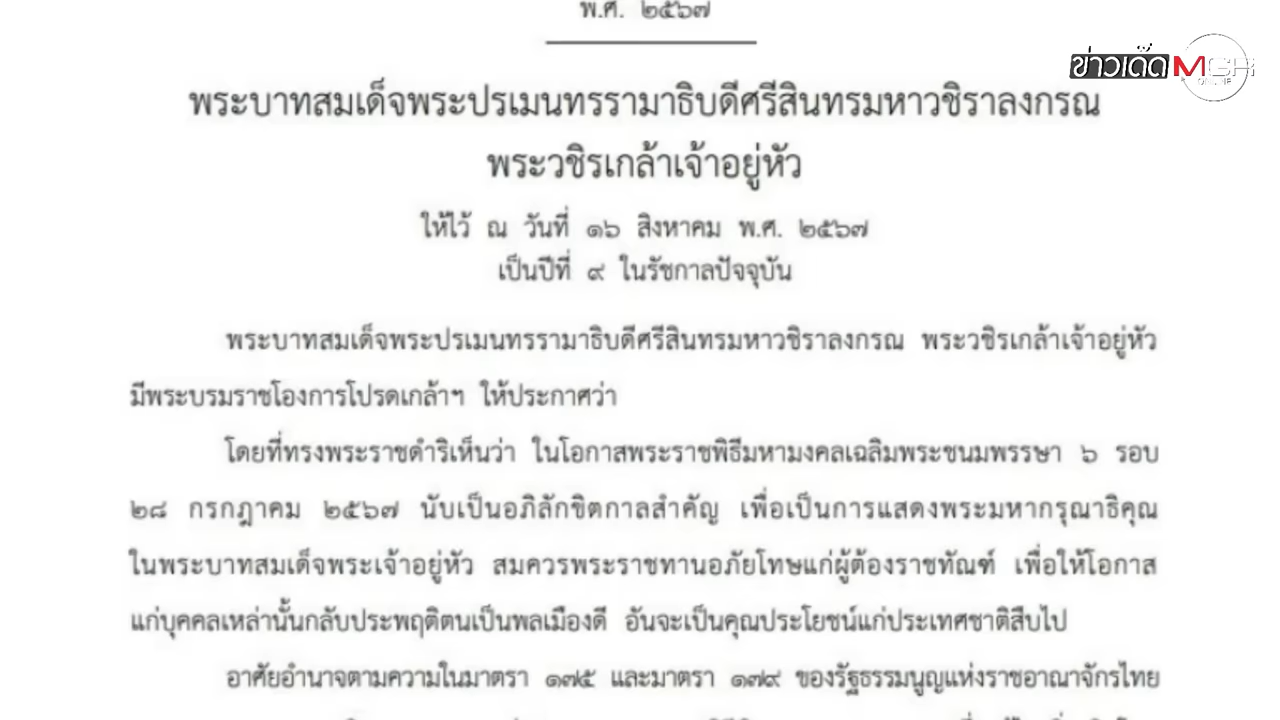 พ.ศ. ๒๕๖๗
ข่าวเด็ด MGR ONLINE
พระบาทสมเด็จพระปรเมนทรรามาธิบดีศรีสินทรมหาวชิราลงกรณ
พระวชิรเกล้าเจ้าอยู่หัว
ให้ไว้ ณ วันที่ ๑๖ สิงหาคม พ.ศ. ๒๕๖๗
เป็นปีที่ ๙ ในรัชกาลปัจจุบัน
พระบาทสมเด็จพระปรเมนทรรามาธิบดีศรีสินทรมหาวชิราลงกรณ พระวชิรเกล้าเจ้าอยู่หัว
มีพระบรมราชโองการโปรดเกล้าฯ ให้ประกาศว่า
โดยที่ทรงพระราชดำริเห็นว่า ในโอกาสพระราชพิธีมหามงคลเฉลิมพระชนมพรรษา ๖ รอบ
๒๘ กรกฎาคม ๒๕๖๗ นับเป็นอภิลักขิตกาลสำคัญ เพื่อเป็นการแสดงพระมหากรุณาธิคุณ
ในพระบาทสมเด็จพระเจ้าอยู่หัว สมควรพระราชทานอภัยโทษแก่ผู้ต้องราชทัณฑ์ เพื่อให้โอกาส
แก่บุคคลเหล่านั้นกลับประพฤติตนเป็นพลเมืองดี อันจะเป็นคุณประโยชน์แก่ประเทศชาติสืบไป
อาศัยอำนาจตามความในมาตรา ๑๗๕ และมาตรา ๑๗๙ ของรัฐธรรมนูญแห่งราชอาณาจักรไทย